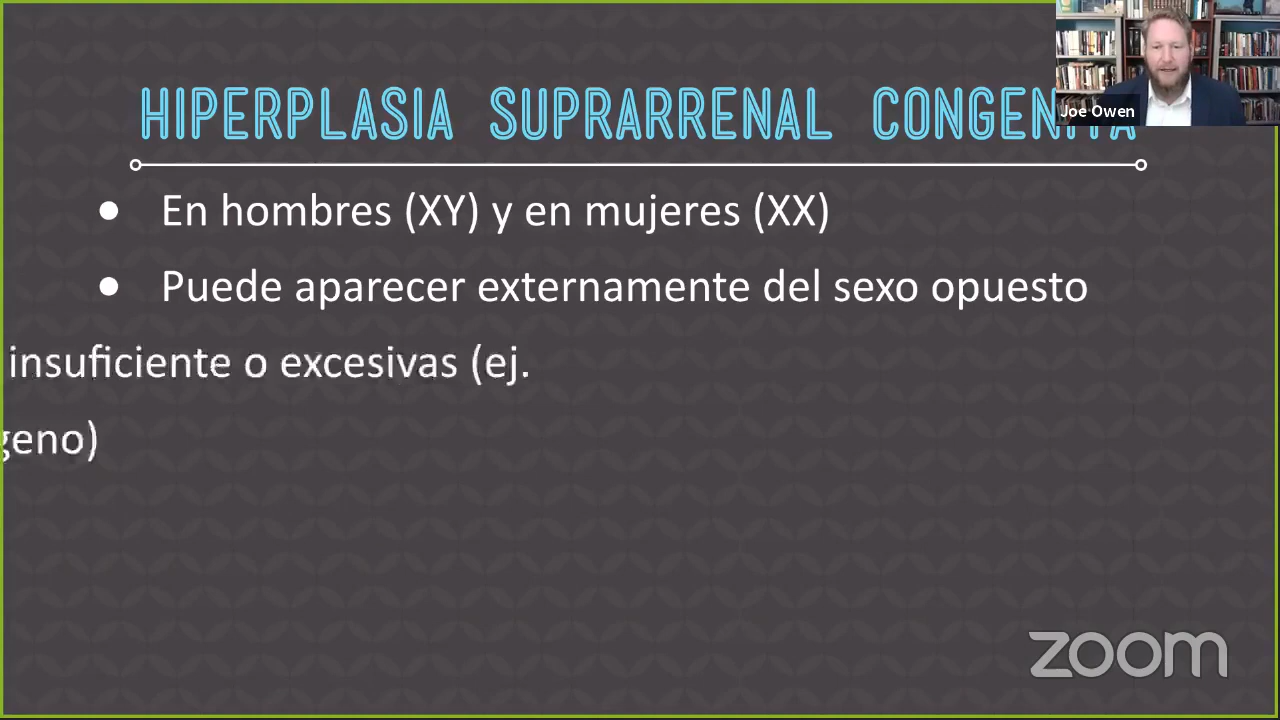 HIPERPLASIA SUPRARRENAL CONGENITA
Joe Owen
● En hombres (XY) y en mujeres (XX)
● Puede aparecer externamente del sexo opuesto
insuficiente o excesivas (ej.
geno)
zoom